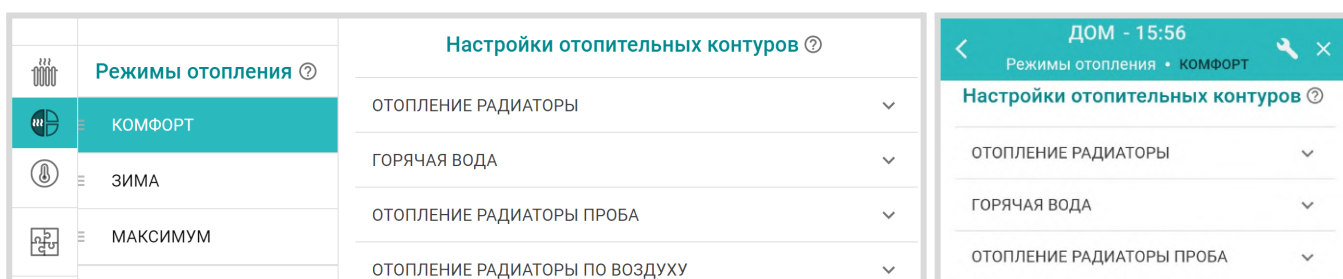 Режимы отопления ?
КОМФОРТ
ЗИМА
МАКСИМУМ
Настройки отопительных контуров ?
ОТОПЛЕНИЕ РАДИАТОРЫ
ГОРЯЧАЯ ВОДА
ОТОПЛЕНИЕ РАДИАТОРЫ ПРОБА
ОТОПЛЕНИЕ РАДИАТОРЫ ПО ВОЗДУХУ
ДОМ - 15:56
Режимы отопления • КОМФОРТ
Настройки отопительных контуров ?
ОТОПЛЕНИЕ РАДИАТОРЫ
ГОРЯЧАЯ ВОДА
ОТОПЛЕНИЕ РАДИАТОРЫ ПРОБА